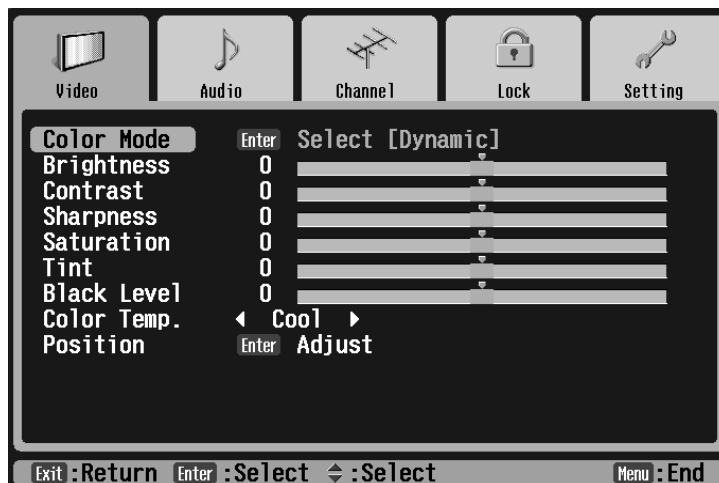 Video Audio Channel Lock Setting
Color Mode Enter Select [Dynamic]
Brightness 0
Contrast 0
Sharpness 0
Saturation 0
Tint 0
Black Level 0
Color Temp. Cool
Position Enter Adjust
Exit :Return Enter :Select :Select Menu :End